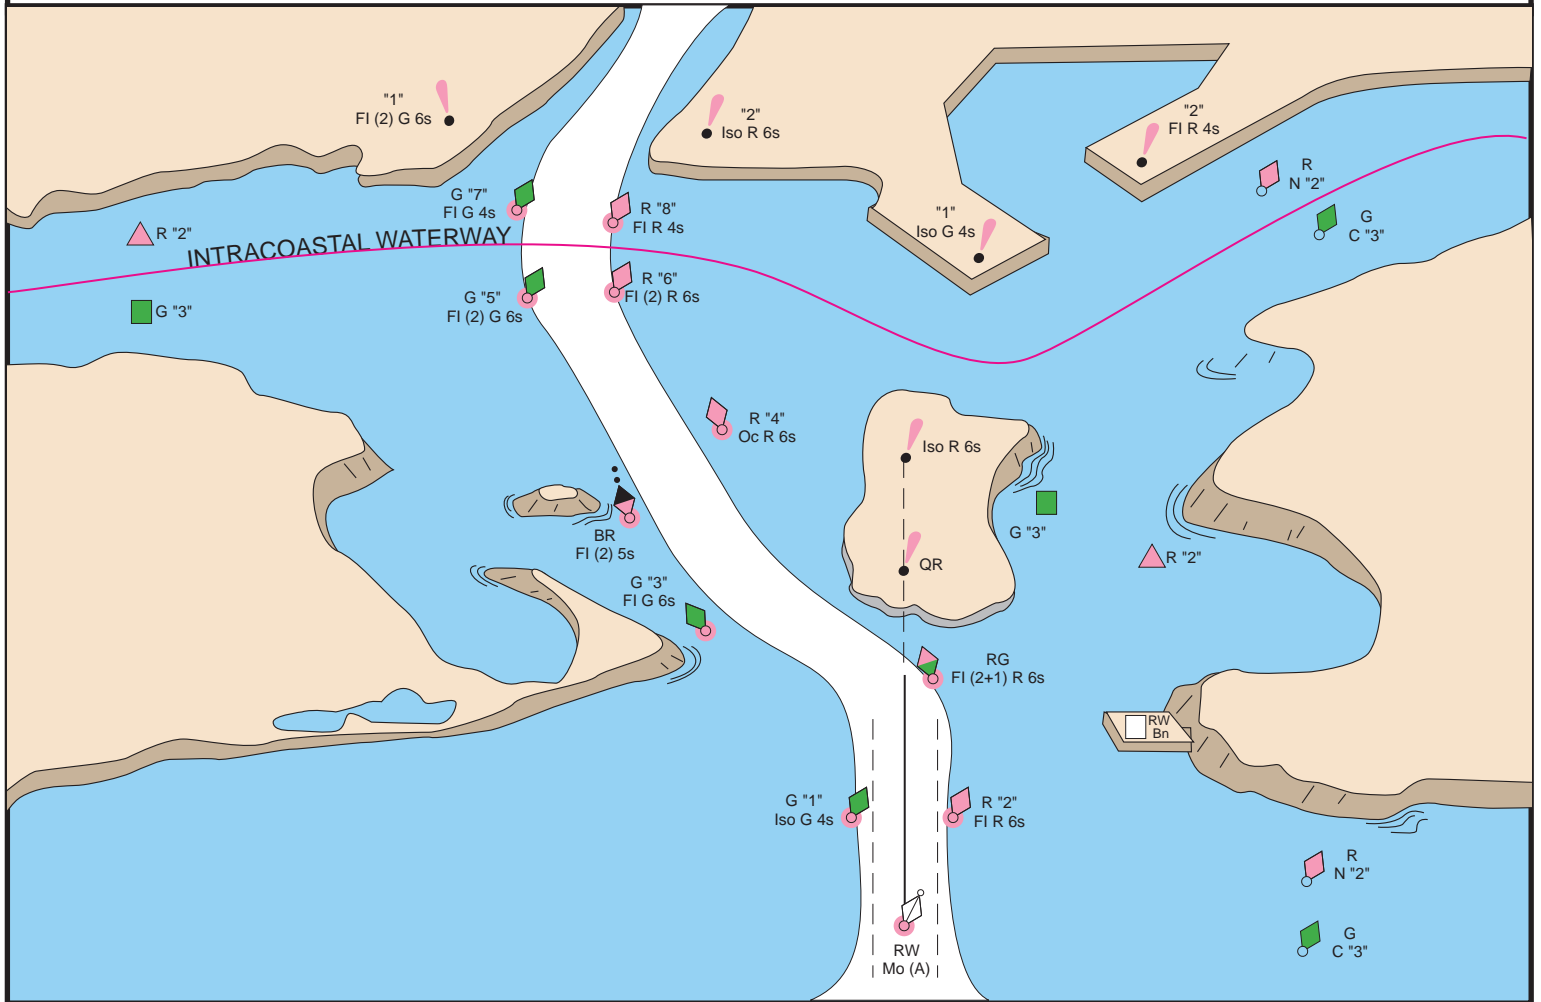 "1"
Fl (2) G 6s
"2"
Iso R 6s
"2"
Fl R 4s
R
N "2"
G "7"
Fl G 4s
R "8"
Fl R 4s
"1"
Iso G 4s
G
C "3"
R "2"
INTRACOASTAL WATERWAY
G "3"
G "5"
Fl (2) G 6s
R "6"
Fl (2) R 6s
R "4"
Oc R 6s
Iso R 6s
G "3"
BR
Fl (2) 5s
QR
R "2"
G "3"
Fl G 6s
RG
Fl (2+1) R 6s
RW
Bn
G "1"
Iso G 4s
R "2"
Fl R 6s
R
N "2"
G
C "3"
RW
Mo (A)